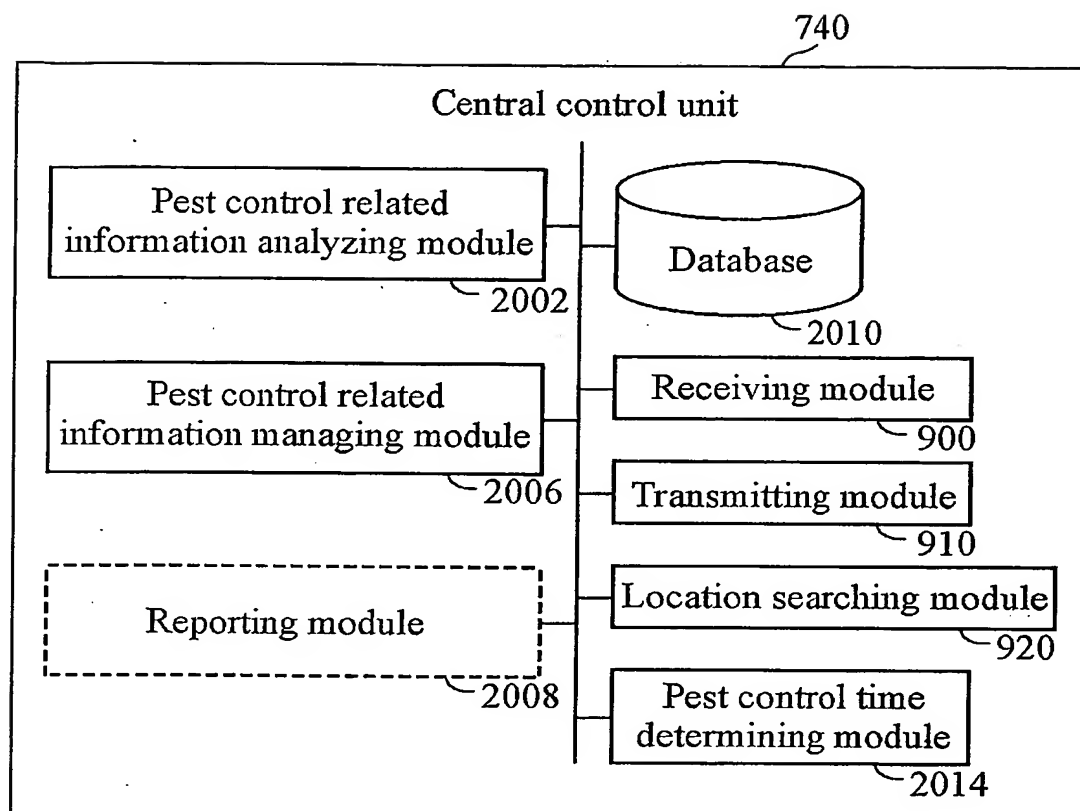 740
Central control unit
Pest control related
information analyzing module
2002
Database
2010
Pest control related
information managing module
2006
Receiving module
900
Transmitting module
910
Reporting module
2008
Location searching module
920
Pest control time
determining module
2014